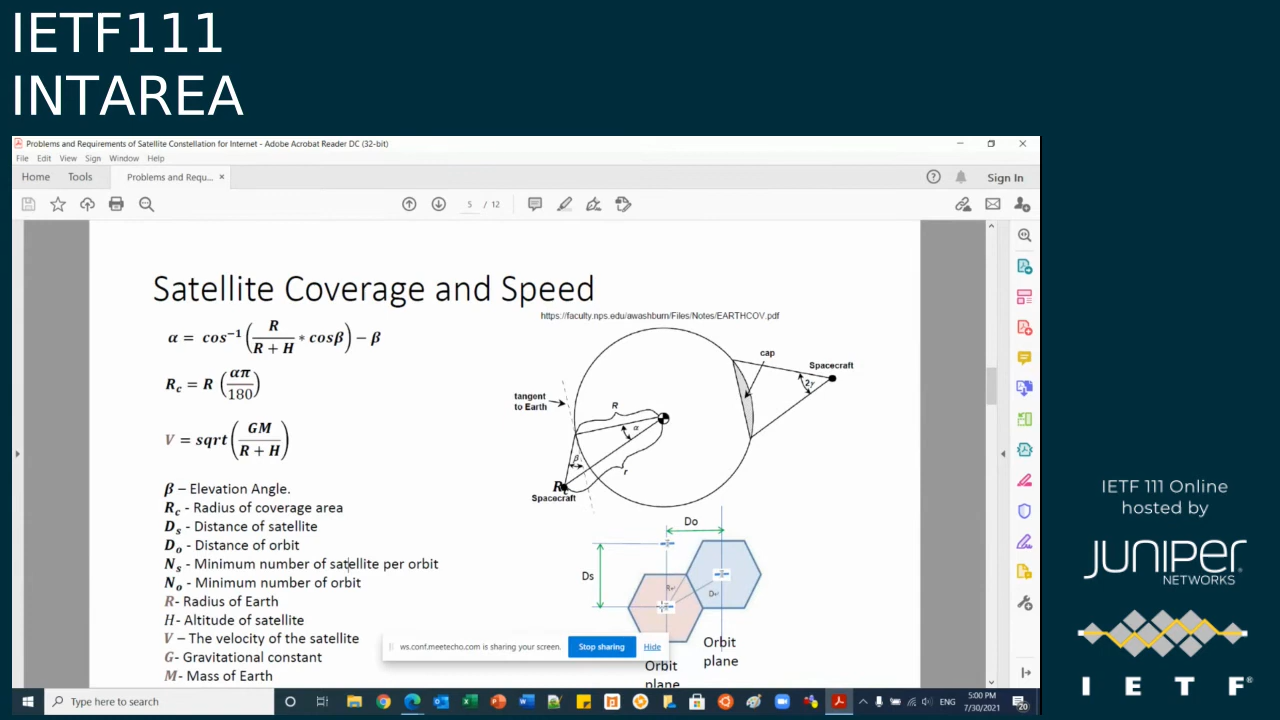 IETF111
INTAREA
Problems and Requirements of Satellite Constellation for Internet - Adobe Acrobat Reader DC (32-bit)
File Edit View Sign Window Help
Home Tools Problems and Requ... × Sign In
5 / 12
Satellite Coverage and Speed
https://faculty.nps.edu/awashburn/Files/Notes/EARTHCOV.pdf
α = cos⁻¹ (R / (R + H) * cosβ) − β
R_c = R (απ / 180)
V = sqrt (GM / (R + H))
β – Elevation Angle.
R_c - Radius of coverage area
D_s - Distance of satellite
D_o - Distance of orbit
N_s - Minimum number of satellite per orbit
N_o - Minimum number of orbit
R- Radius of Earth
H- Altitude of satellite
V – The velocity of the satellite
G- Gravitational constant
M- Mass of Earth
cap
Spacecraft
2γ
tangent
to Earth
R
α
β
r
R_c
Spacecraft
Do
Ds
Orbit
plane
Orbit
plane
ws.conf.meetecho.com is sharing your screen. Stop sharing Hide
Type here to search
ENG
5:00 PM
7/30/2021
20
IETF 111 Online
hosted by
JUNIPER
NETWORKS
I E T F®